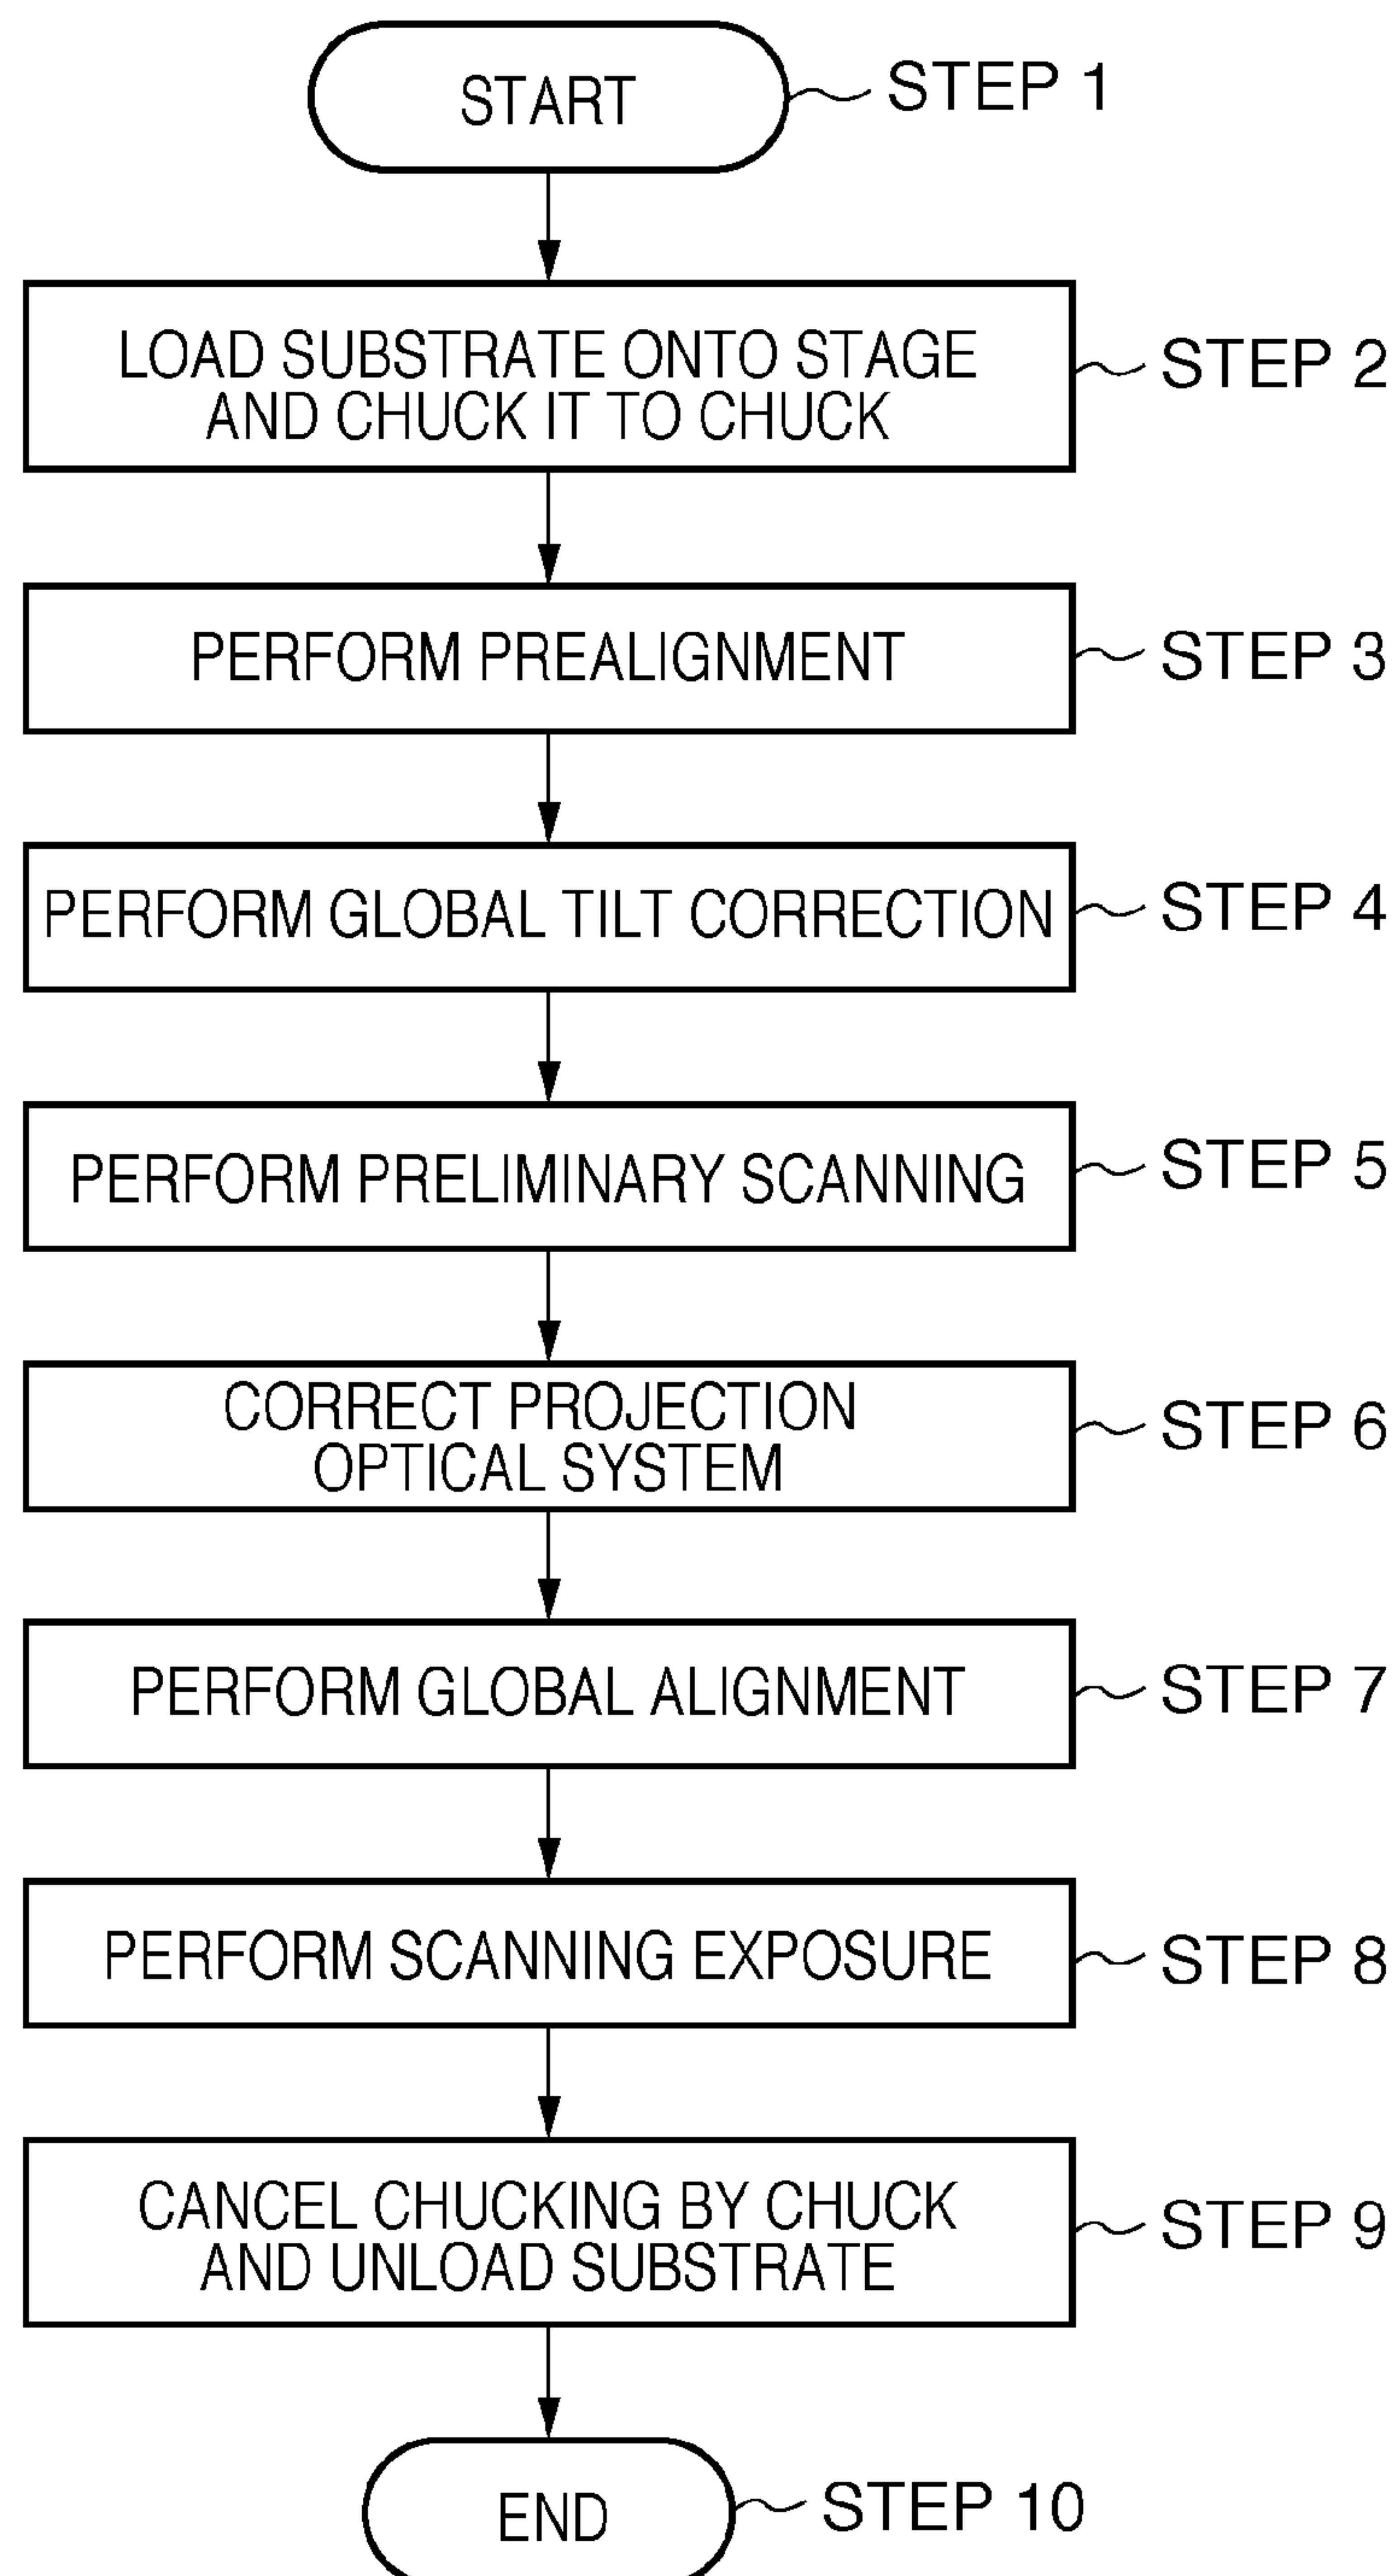 START
STEP 1
LOAD SUBSTRATE ONTO STAGE
AND CHUCK IT TO CHUCK
STEP 2
PERFORM PREALIGNMENT
STEP 3
PERFORM GLOBAL TILT CORRECTION
STEP 4
PERFORM PRELIMINARY SCANNING
STEP 5
CORRECT PROJECTION
OPTICAL SYSTEM
STEP 6
PERFORM GLOBAL ALIGNMENT
STEP 7
PERFORM SCANNING EXPOSURE
STEP 8
CANCEL CHUCKING BY CHUCK
AND UNLOAD SUBSTRATE
STEP 9
END
STEP 10